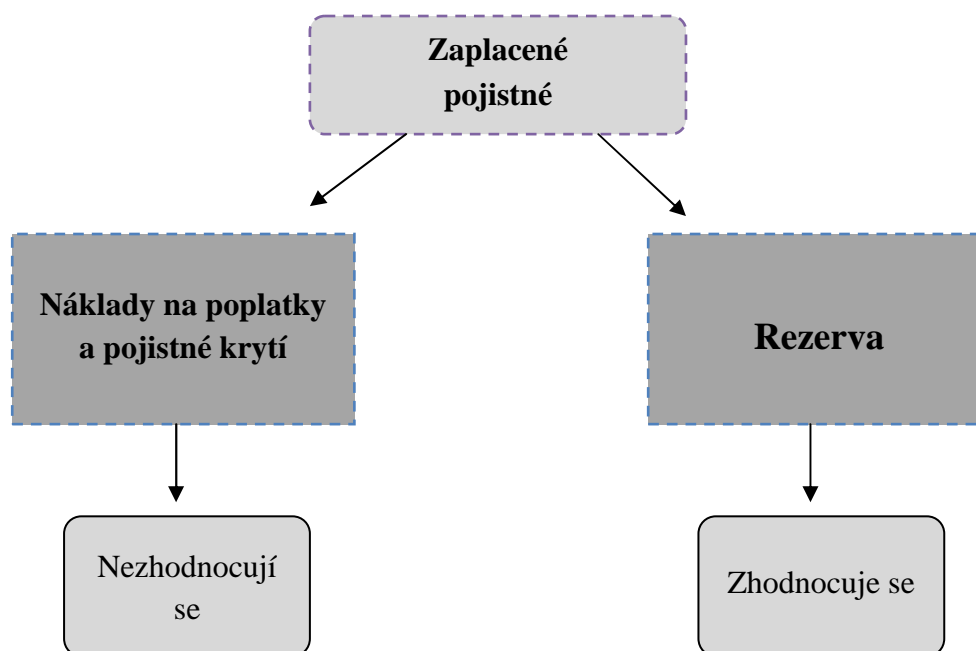 Zaplacené
pojistné
Náklady na poplatky
a pojistné krytí
Rezerva
Nezhodnocují
se
Zhodnocuje se